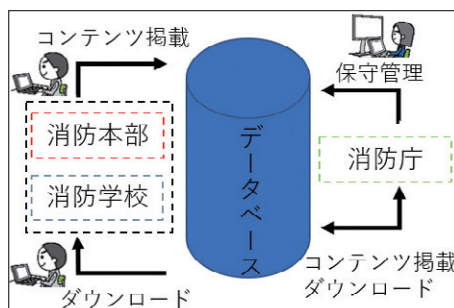 コンテンツ掲載
消防本部
消防学校
ダウンロード
データベース
保守管理
消防庁
コンテンツ掲載
ダウンロード